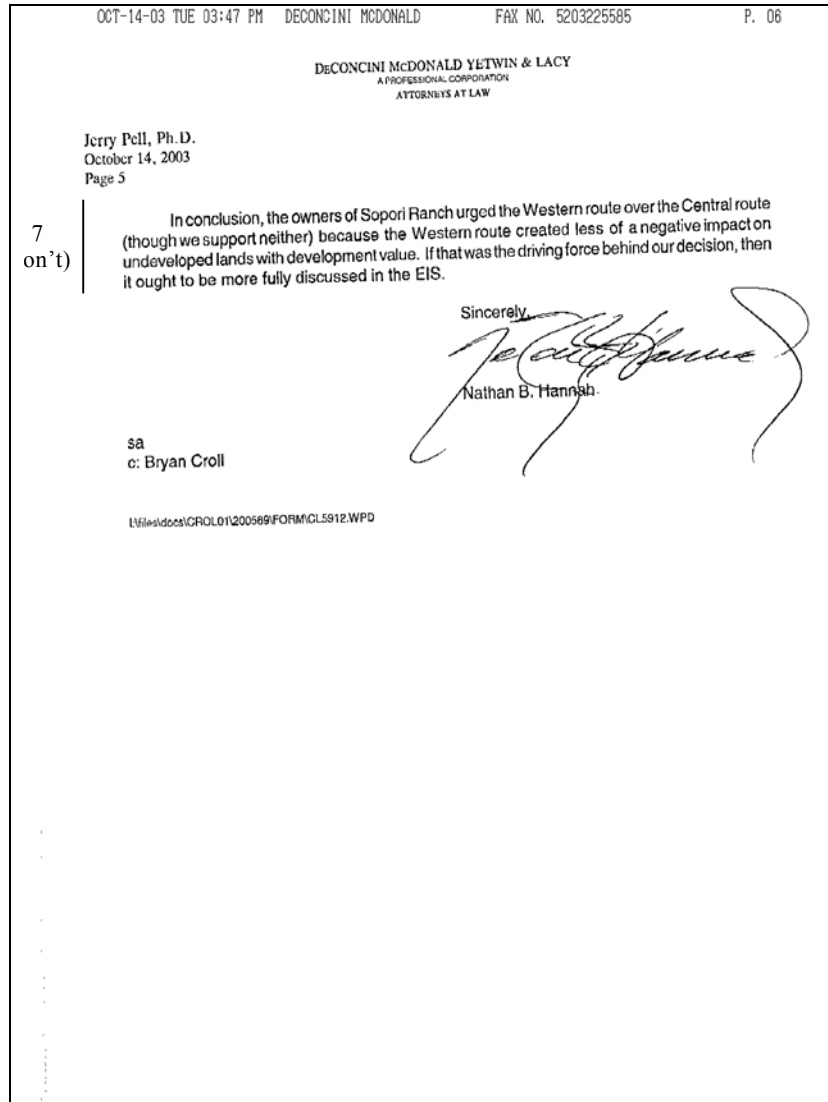 OCT-14-03 TUE 03:47 PM DECONCINI MCDONALD FAX NO. 5203225585 P. 06
DECONCINI MCDONALD YETWIN & LACY
A PROFESSIONAL CORPORATION
ATTORNEYS AT LAW
Jerry Pell, Ph.D.
October 14, 2003
Page 5
7
on't)
In conclusion, the owners of Sopori Ranch urged the Western route over the Central route
(though we support neither) because the Western route created less of a negative impact on
undeveloped lands with development value. If that was the driving force behind our decision, then
it ought to be more fully discussed in the EIS.
Sincerely,
Nathan B. Hannah
sa
c: Bryan Croll
I:\files\docs\CROL01\200569\FORM\CL5912.WPD